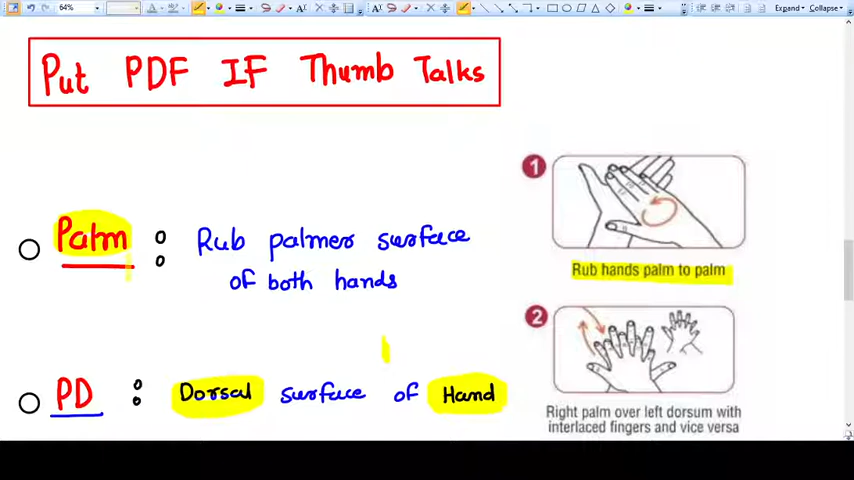 64%
Expand
Collapse
Put PDF IF Thumb Talks
1
Palm : Rub palmer surface
of both hands
Rub hands palm to palm
2
PD : Dorsal surface of Hand
Right palm over left dorsum with
interlaced fingers and vice versa